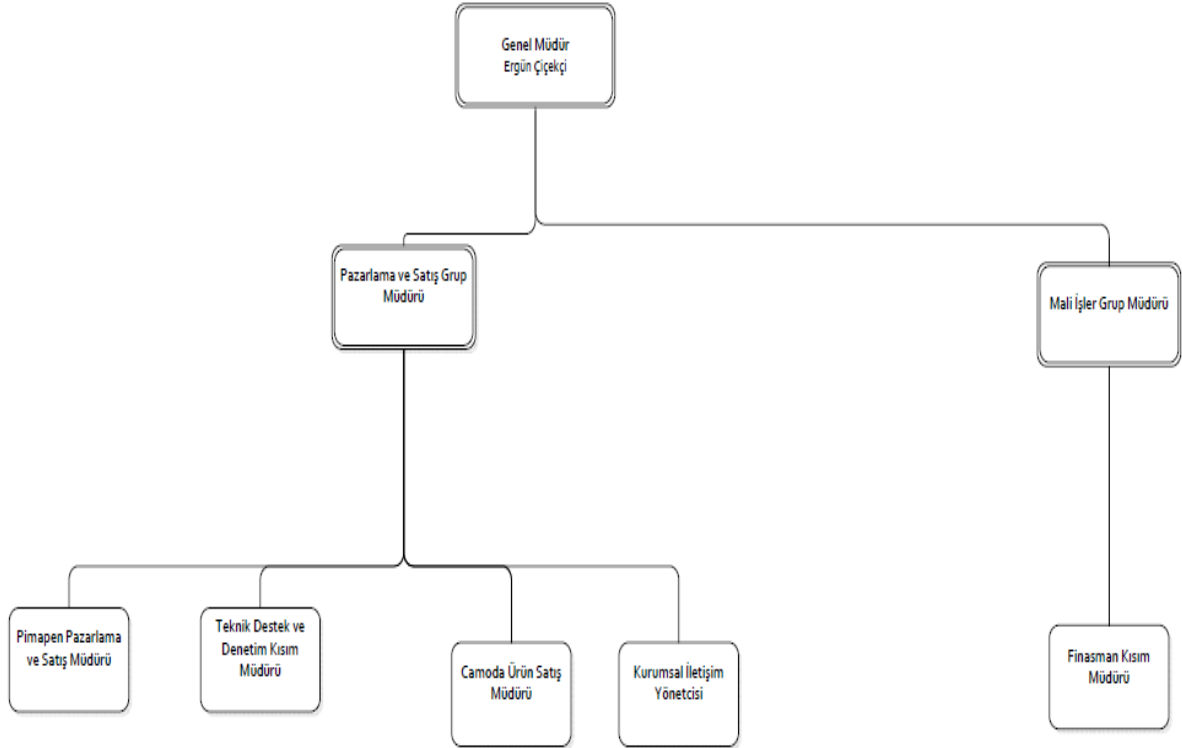 Genel Müdür
Ergün Çiçekçi
Pazarlama ve Satış Grup
Müdürü
Mali İşler Grup Müdürü
Pimapen Pazarlama
ve Satış Müdürü
Teknik Destek ve
Denetim Kısım
Müdürü
Camoda Ürün Satış
Müdürü
Kurumsal İletişim
Yönetcisi
Finasman Kısım
Müdürü